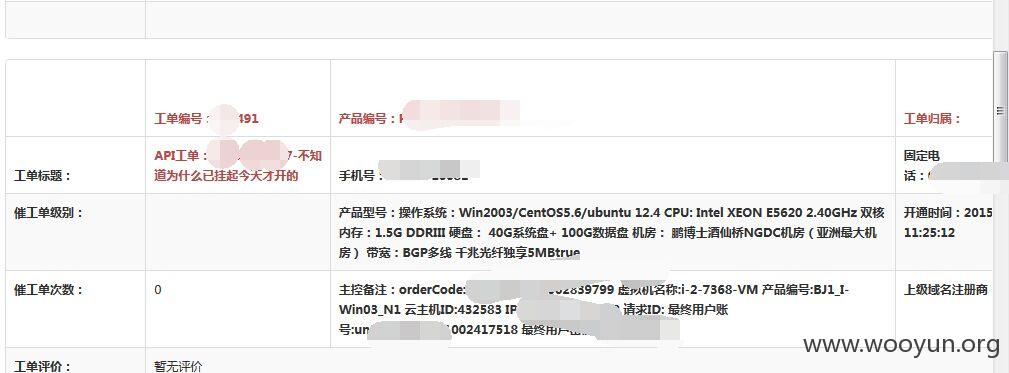 工单编号： 491
产品编号：
工单归属：
工单标题：
API工单： 7-不知
道为什么已挂起今天才开的
手机号：
固定电
话：
催工单级别：
产品型号：操作系统：Win2003/CentOS5.6/ubuntu 12.4 CPU: Intel XEON E5620 2.40GHz 双核
内存：1.5G DDRIII 硬盘： 40G系统盘+ 100G数据盘 机房： 鹏博士酒仙桥NGDC机房（亚洲最大机
房） 带宽：BGP多线 千兆光纤独享5MBtrue
开通时间：2015
11:25:12
催工单次数：
0
主控备注：orderCode: 2839799 虚拟机名称:i-2-7368-VM 产品编号:BJ1_I-
Win03_N1 云主机ID:432583 IP 请求ID: 最终用户账
号:un 1002417518 最终用户
上级域名注册商
工单评价：
暂无评价
www.wooyun.org